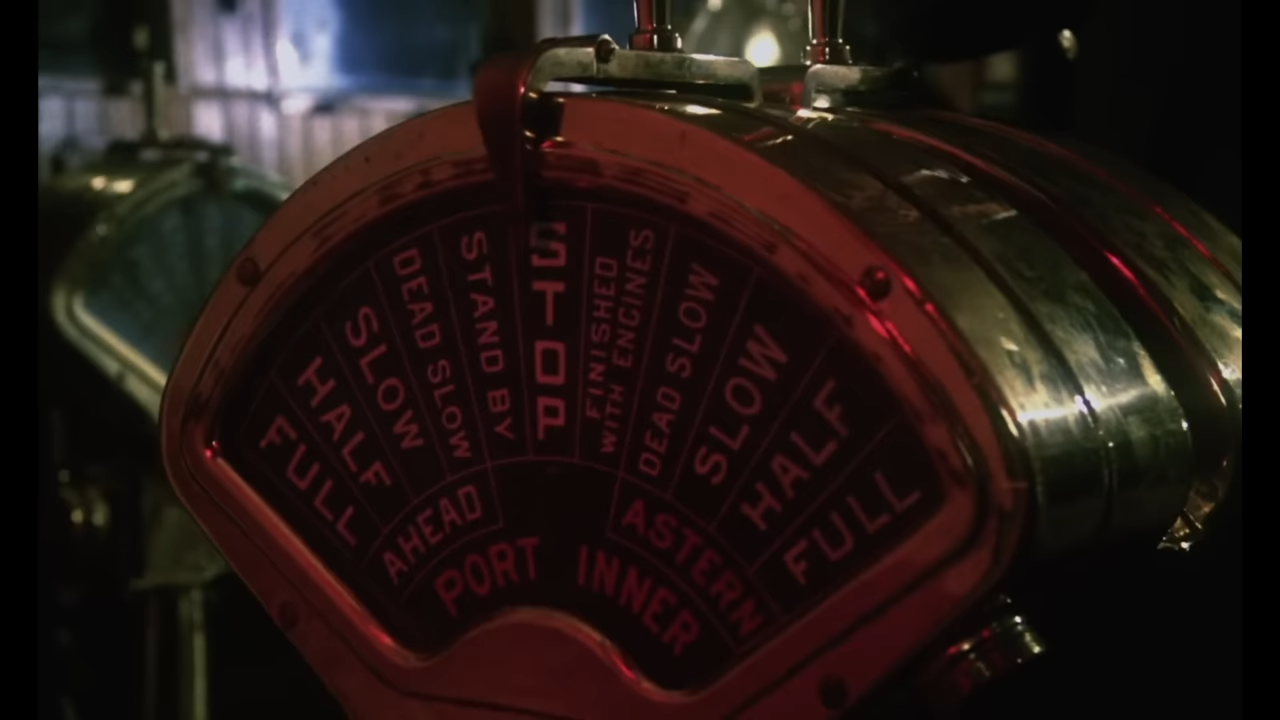 FULL
HALF
SLOW
DEAD SLOW
STAND BY
STOP
FINISHED
WITH ENGINES
DEAD SLOW
SLOW
HALF
FULL
AHEAD
ASTERN
PORT INNER